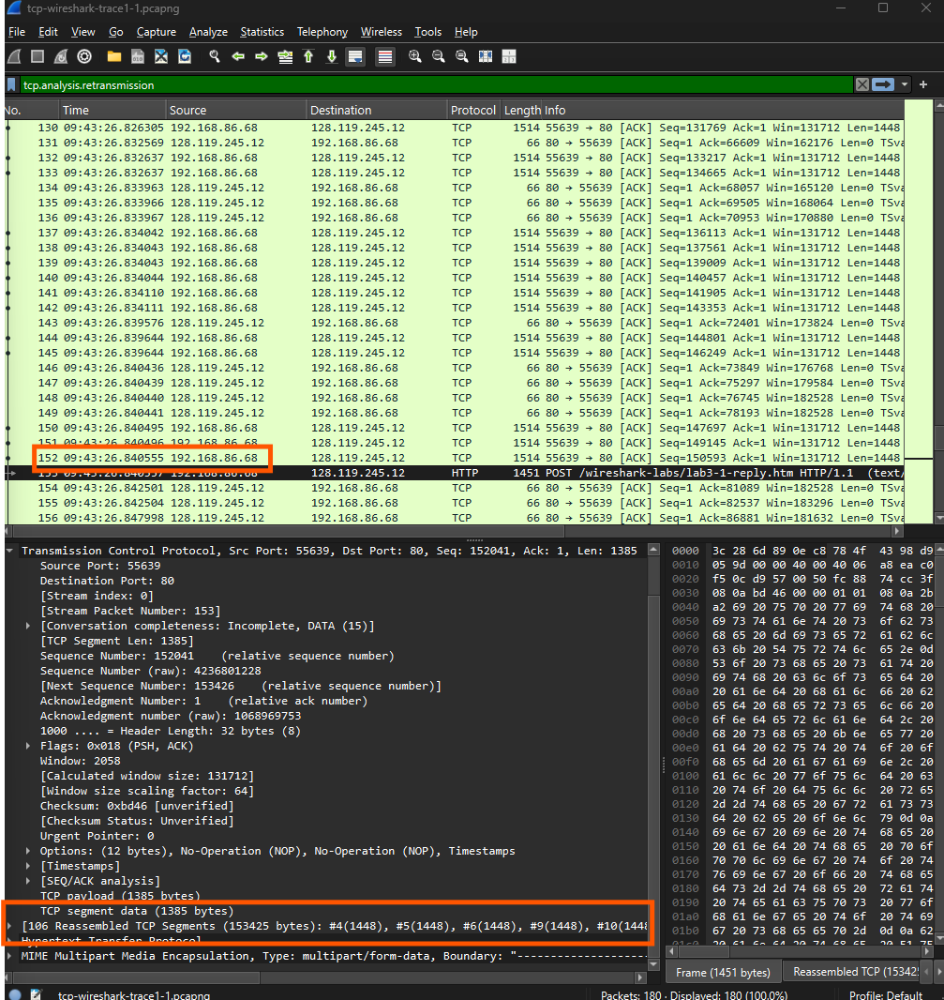 tcp-wireshark-trace1-1.pcapng
File Edit View Go Capture Analyze Statistics Telephony Wireless Tools Help
tcp.analysis.retransmission
No. Time Source Destination Protocol Length Info
130 09:43:26.826305 192.168.86.68 128.119.245.12 TCP 1514 55639 → 80 [ACK] Seq=131769 Ack=1 Win=131712 Len=1448
131 09:43:26.832569 128.119.245.12 192.168.86.68 TCP 66 80 → 55639 [ACK] Seq=1 Ack=66609 Win=162176 Len=0 TSva
132 09:43:26.832637 192.168.86.68 128.119.245.12 TCP 1514 55639 → 80 [ACK] Seq=133217 Ack=1 Win=131712 Len=1448
133 09:43:26.832637 192.168.86.68 128.119.245.12 TCP 1514 55639 → 80 [ACK] Seq=134665 Ack=1 Win=131712 Len=1448
134 09:43:26.833963 128.119.245.12 192.168.86.68 TCP 66 80 → 55639 [ACK] Seq=1 Ack=68057 Win=165120 Len=0 TSva
135 09:43:26.833966 128.119.245.12 192.168.86.68 TCP 66 80 → 55639 [ACK] Seq=1 Ack=69505 Win=168064 Len=0 TSva
136 09:43:26.833967 128.119.245.12 192.168.86.68 TCP 66 80 → 55639 [ACK] Seq=1 Ack=70953 Win=170880 Len=0 TSva
137 09:43:26.834042 192.168.86.68 128.119.245.12 TCP 1514 55639 → 80 [ACK] Seq=136113 Ack=1 Win=131712 Len=1448
138 09:43:26.834043 192.168.86.68 128.119.245.12 TCP 1514 55639 → 80 [ACK] Seq=137561 Ack=1 Win=131712 Len=1448
139 09:43:26.834043 192.168.86.68 128.119.245.12 TCP 1514 55639 → 80 [ACK] Seq=139009 Ack=1 Win=131712 Len=1448
140 09:43:26.834044 192.168.86.68 128.119.245.12 TCP 1514 55639 → 80 [ACK] Seq=140457 Ack=1 Win=131712 Len=1448
141 09:43:26.834110 192.168.86.68 128.119.245.12 TCP 1514 55639 → 80 [ACK] Seq=141905 Ack=1 Win=131712 Len=1448
142 09:43:26.834111 192.168.86.68 128.119.245.12 TCP 1514 55639 → 80 [ACK] Seq=143353 Ack=1 Win=131712 Len=1448
143 09:43:26.839576 128.119.245.12 192.168.86.68 TCP 66 80 → 55639 [ACK] Seq=1 Ack=72401 Win=173824 Len=0 TSva
144 09:43:26.839644 192.168.86.68 128.119.245.12 TCP 1514 55639 → 80 [ACK] Seq=144801 Ack=1 Win=131712 Len=1448
145 09:43:26.839644 192.168.86.68 128.119.245.12 TCP 1514 55639 → 80 [ACK] Seq=146249 Ack=1 Win=131712 Len=1448
146 09:43:26.840436 128.119.245.12 192.168.86.68 TCP 66 80 → 55639 [ACK] Seq=1 Ack=73849 Win=176768 Len=0 TSva
147 09:43:26.840439 128.119.245.12 192.168.86.68 TCP 66 80 → 55639 [ACK] Seq=1 Ack=75297 Win=179584 Len=0 TSva
148 09:43:26.840440 128.119.245.12 192.168.86.68 TCP 66 80 → 55639 [ACK] Seq=1 Ack=76745 Win=182528 Len=0 TSva
149 09:43:26.840441 128.119.245.12 192.168.86.68 TCP 66 80 → 55639 [ACK] Seq=1 Ack=78193 Win=182528 Len=0 TSva
150 09:43:26.840495 192.168.86.68 128.119.245.12 TCP 1514 55639 → 80 [ACK] Seq=147697 Ack=1 Win=131712 Len=1448
151 09:43:26.840496 192.168.86.68 128.119.245.12 TCP 1514 55639 → 80 [ACK] Seq=149145 Ack=1 Win=131712 Len=1448
152 09:43:26.840555 192.168.86.68 128.119.245.12 TCP 1514 55639 → 80 [ACK] Seq=150593 Ack=1 Win=131712 Len=1448
153 09:43:26.840557 192.168.86.68 128.119.245.12 HTTP 1451 POST /wireshark-labs/lab3-1-reply.htm HTTP/1.1 (text/
154 09:43:26.842501 128.119.245.12 192.168.86.68 TCP 66 80 → 55639 [ACK] Seq=1 Ack=81089 Win=182528 Len=0 TSva
155 09:43:26.842504 128.119.245.12 192.168.86.68 TCP 66 80 → 55639 [ACK] Seq=1 Ack=82537 Win=183296 Len=0 TSva
156 09:43:26.847998 128.119.245.12 192.168.86.68 TCP 66 80 → 55639 [ACK] Seq=1 Ack=86881 Win=181632 Len=0 TSva
Transmission Control Protocol, Src Port: 55639, Dst Port: 80, Seq: 152041, Ack: 1, Len: 1385
Source Port: 55639
Destination Port: 80
[Stream index: 0]
[Stream Packet Number: 153]
[Conversation completeness: Incomplete, DATA (15)]
[TCP Segment Len: 1385]
Sequence Number: 152041 (relative sequence number)
Sequence Number (raw): 4236801228
[Next Sequence Number: 153426 (relative sequence number)]
Acknowledgment Number: 1 (relative ack number)
Acknowledgment number (raw): 1068969753
1000 .... = Header Length: 32 bytes (8)
Flags: 0x018 (PSH, ACK)
Window: 2058
[Calculated window size: 131712]
[Window size scaling factor: 64]
Checksum: 0xbd46 [unverified]
[Checksum Status: Unverified]
Urgent Pointer: 0
Options: (12 bytes), No-Operation (NOP), No-Operation (NOP), Timestamps
[Timestamps]
[SEQ/ACK analysis]
TCP payload (1385 bytes)
TCP segment data (1385 bytes)
[106 Reassembled TCP Segments (153425 bytes): #4(1448), #5(1448), #6(1448), #9(1448), #10(1448
Hypertext Transfer Protocol
MIME Multipart Media Encapsulation, Type: multipart/form-data, Boundary: "-------------------
0000 3c 28 6d 89 0e c8 78 4f 43 98 d9
0010 05 9d 00 00 40 00 40 06 a8 ea c0
0020 f5 0c d9 57 00 50 fc 88 74 cc 3f
0030 08 0a bd 46 00 00 01 01 08 0a 2b
0040 a2 69 20 75 70 20 77 69 74 68 20
0050 69 73 74 61 6e 74 20 73 6f 62 73
0060 68 65 20 6d 69 73 65 72 61 62 6c
0070 63 6b 20 54 75 72 74 6c 65 2e 0d
0080 53 6f 20 73 68 65 20 73 61 74 20
0090 69 74 68 20 63 6c 6f 73 65 64 20
00a0 20 61 6e 64 20 68 61 6c 66 20 62
00b0 65 64 20 68 65 72 73 65 6c 66 20
00c0 6f 6e 64 65 72 6c 61 6e 64 2c 20
00d0 68 20 73 68 65 20 6b 6e 65 77 20
00e0 61 64 20 62 75 74 20 74 6f 20 6f
00f0 68 65 6d 20 61 67 61 69 6e 2c 20
0100 61 6c 6c 20 77 6f 75 6c 64 20 63
0110 20 74 6f 20 64 75 6c 6c 20 72 65
0120 2d 2d 74 68 65 20 67 72 61 73 73
0130 64 20 62 65 20 6f 6e 6c 79 0d 0a
0140 69 6e 67 20 69 6e 20 74 68 65 20
0150 20 61 6e 64 20 74 68 65 20 70 6f
0160 70 70 6c 69 6e 67 20 74 6f 20 74
0170 76 69 6e 67 20 6f 66 20 74 68 65
0180 64 73 2d 2d 74 68 65 20 72 61 74
0190 20 74 65 61 63 75 70 73 20 77 6f
01a0 68 61 6e 67 65 20 74 6f 20 74 69
01b0 67 20 73 68 65 65 70 2d 0d 0a 62
Frame (1451 bytes) Reassembled TCP (15342
tcp-wireshark-trace1-1.pcapng Packets: 180 · Displayed: 180 (100.0%) Profile: Default